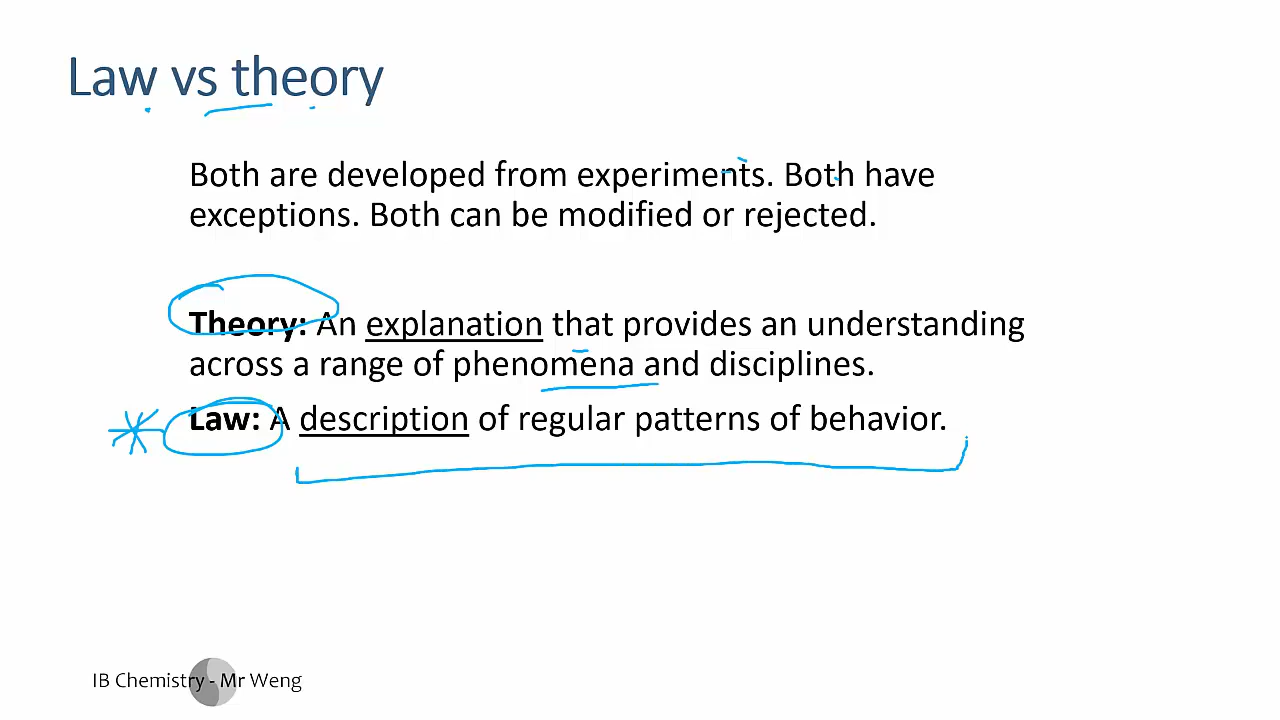 Law vs theory
Both are developed from experiments. Both have
exceptions. Both can be modified or rejected.
Theory: An explanation that provides an understanding
across a range of phenomena and disciplines.
Law: A description of regular patterns of behavior.
IB Chemistry - Mr Weng